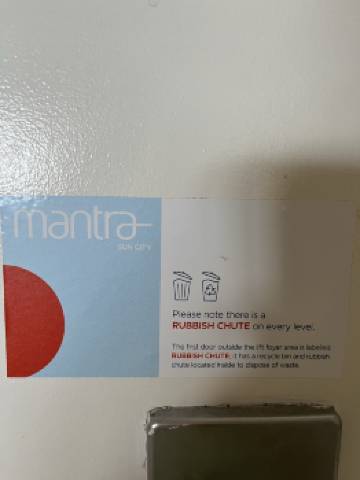 mantra
SUN CITY
Please note there is a
RUBBISH CHUTE on every level.
The first door outside the lift foyer area is labelled
RUBBISH CHUTE, it has a recycle bin and rubbish
chute located inside to dispose of waste.